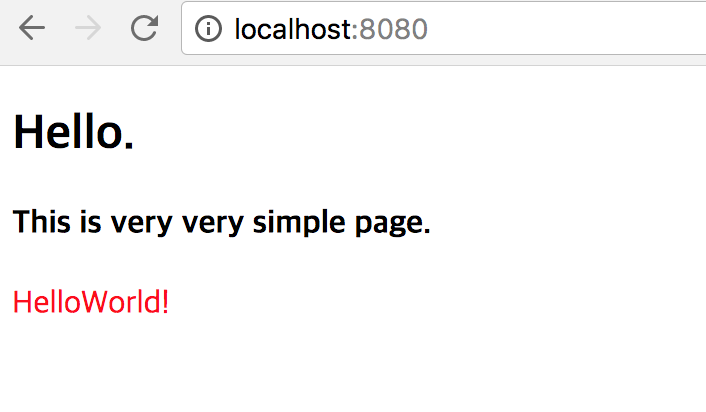 localhost:8080
Hello.
This is very very simple page.
HelloWorld!